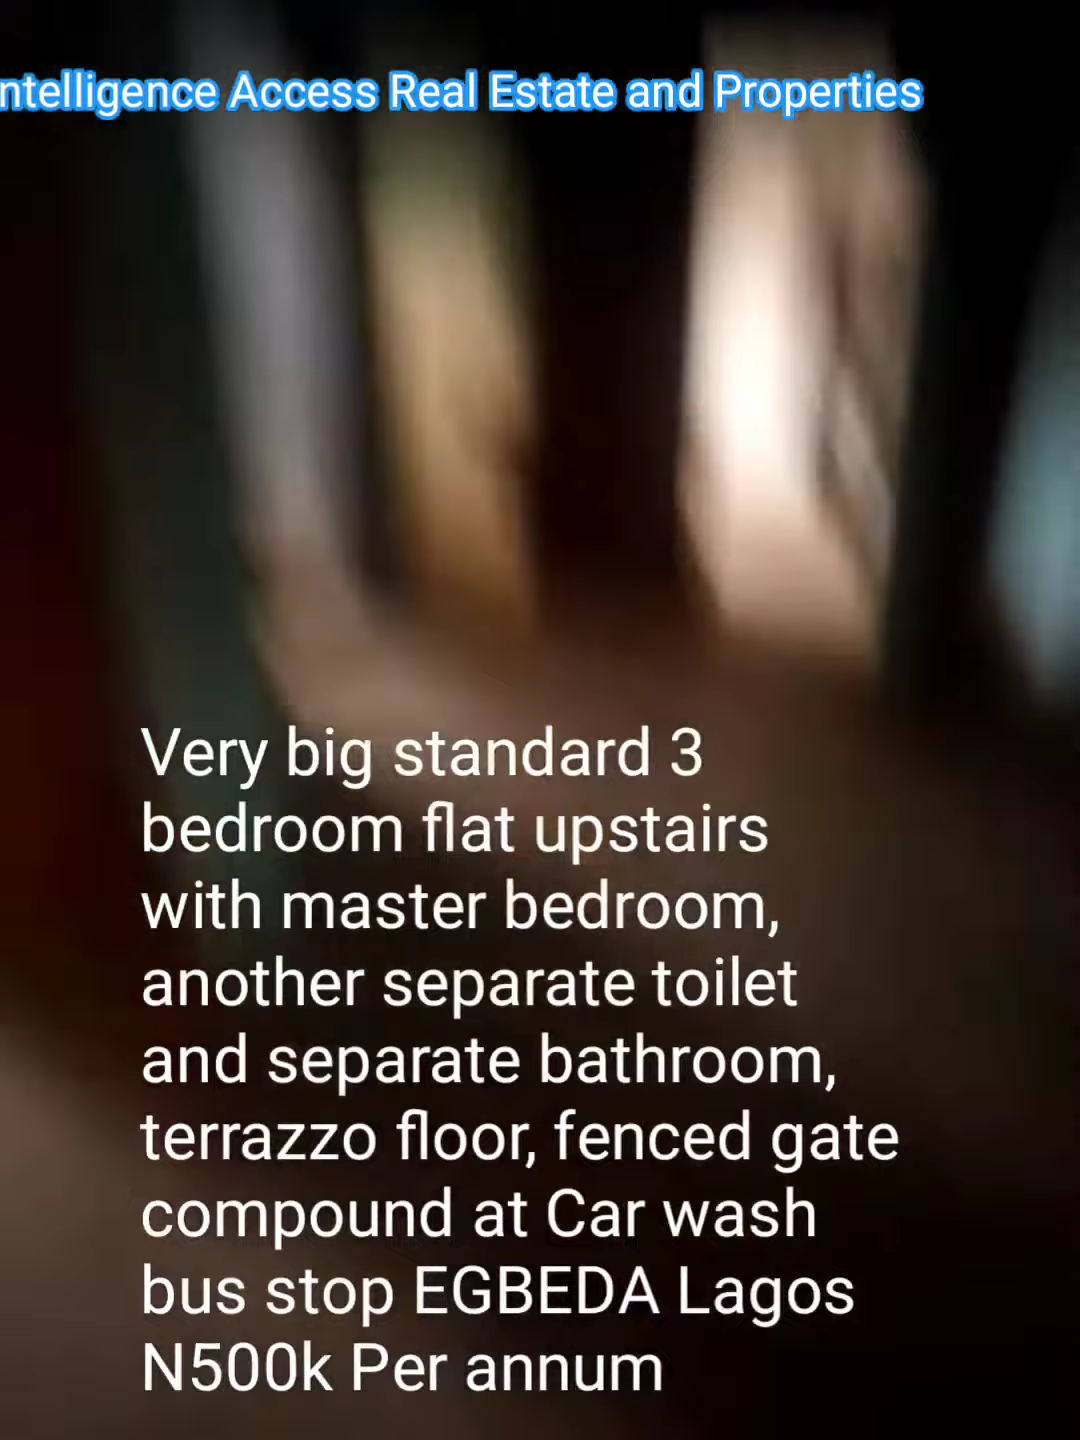 ntelligence Access Real Estate and Properties
Very big standard 3
bedroom flat upstairs
with master bedroom,
another separate toilet
and separate bathroom,
terrazzo floor, fenced gate
compound at Car wash
bus stop EGBEDA Lagos
N500k Per annum